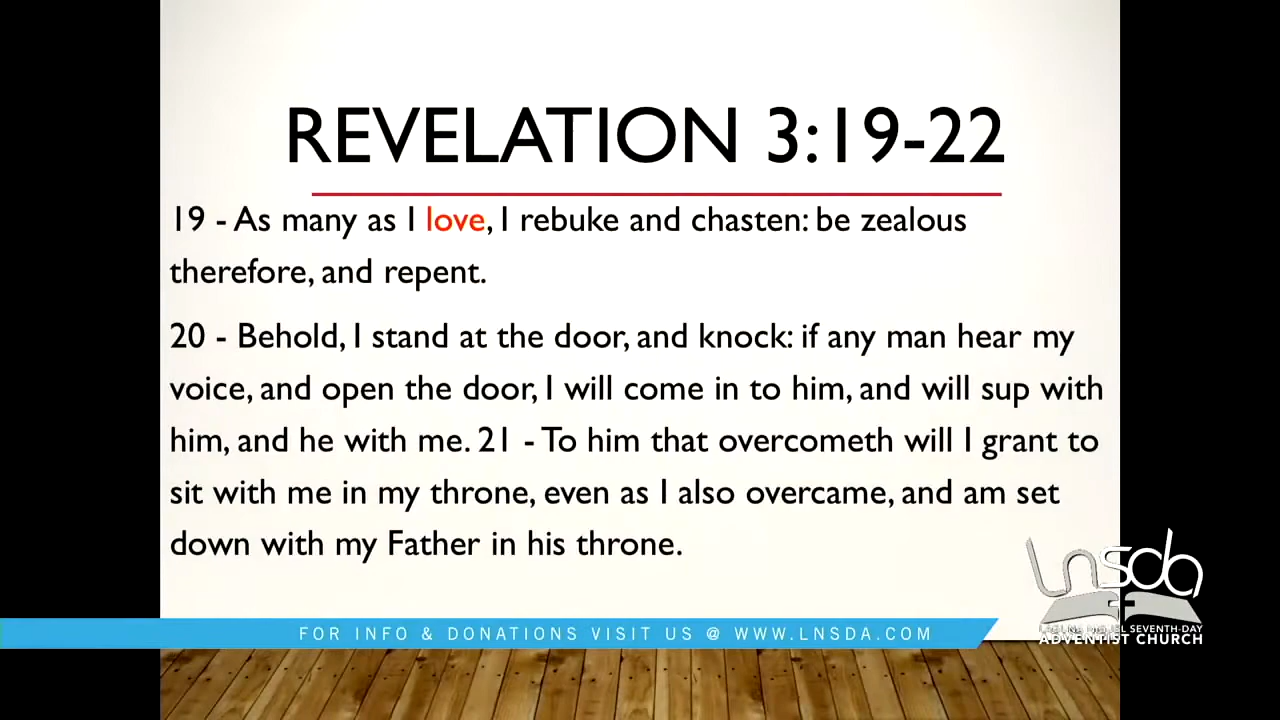 REVELATION 3:19-22
19 - As many as I love, I rebuke and chasten: be zealous
therefore, and repent.
20 - Behold, I stand at the door, and knock: if any man hear my
voice, and open the door, I will come in to him, and will sup with
him, and he with me. 21 - To him that overcometh will I grant to
sit with me in my throne, even as I also overcame, and am set
down with my Father in his throne.
lnsda
SEVENTH-DAY
ADVENTIST CHURCH
FOR INFO & DONATIONS VISIT US @ WWW.LNSDA.COM